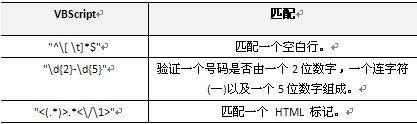 VBScript 匹配
"^\[ \t]*$" 匹配一个空白行。
"\d{2}-\d{5}" 验证一个号码是否由一个 2 位数字，一个连字符
(一)以及一个 5 位数字组成。
"<(.*)>.*<\/\1>" 匹配一个 HTML 标记。